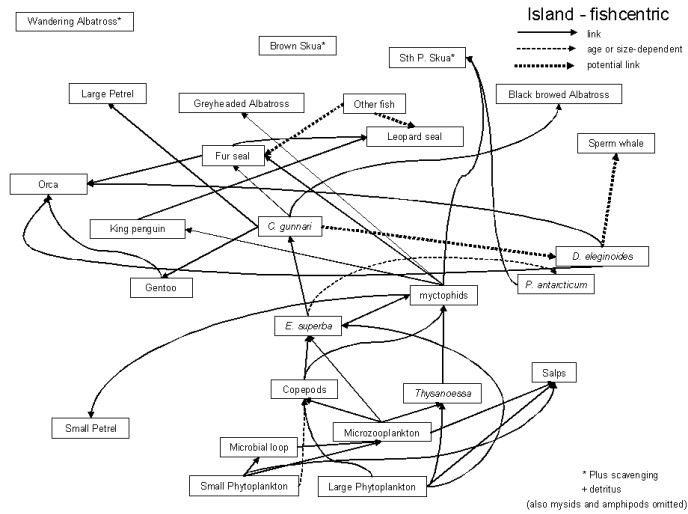 Island - fishcentric
link
age or size-dependent
potential link
Wandering Albatross*
Brown Skua*
Sth P. Skua*
Large Petrel
Greyheaded Albatross
Other fish
Black browed Albatross
Leopard seal
Sperm whale
Fur seal
Orca
King penguin
C. gunnari
D. eleginoides
Gentoo
P. antarcticum
myctophids
E. superba
Salps
Copepods
Thysanoessa
Small Petrel
Microzooplankton
Microbial loop
Small Phytoplankton
Large Phytoplankton
* Plus scavenging
+ detritus
(also mysids and amphipods omitted)